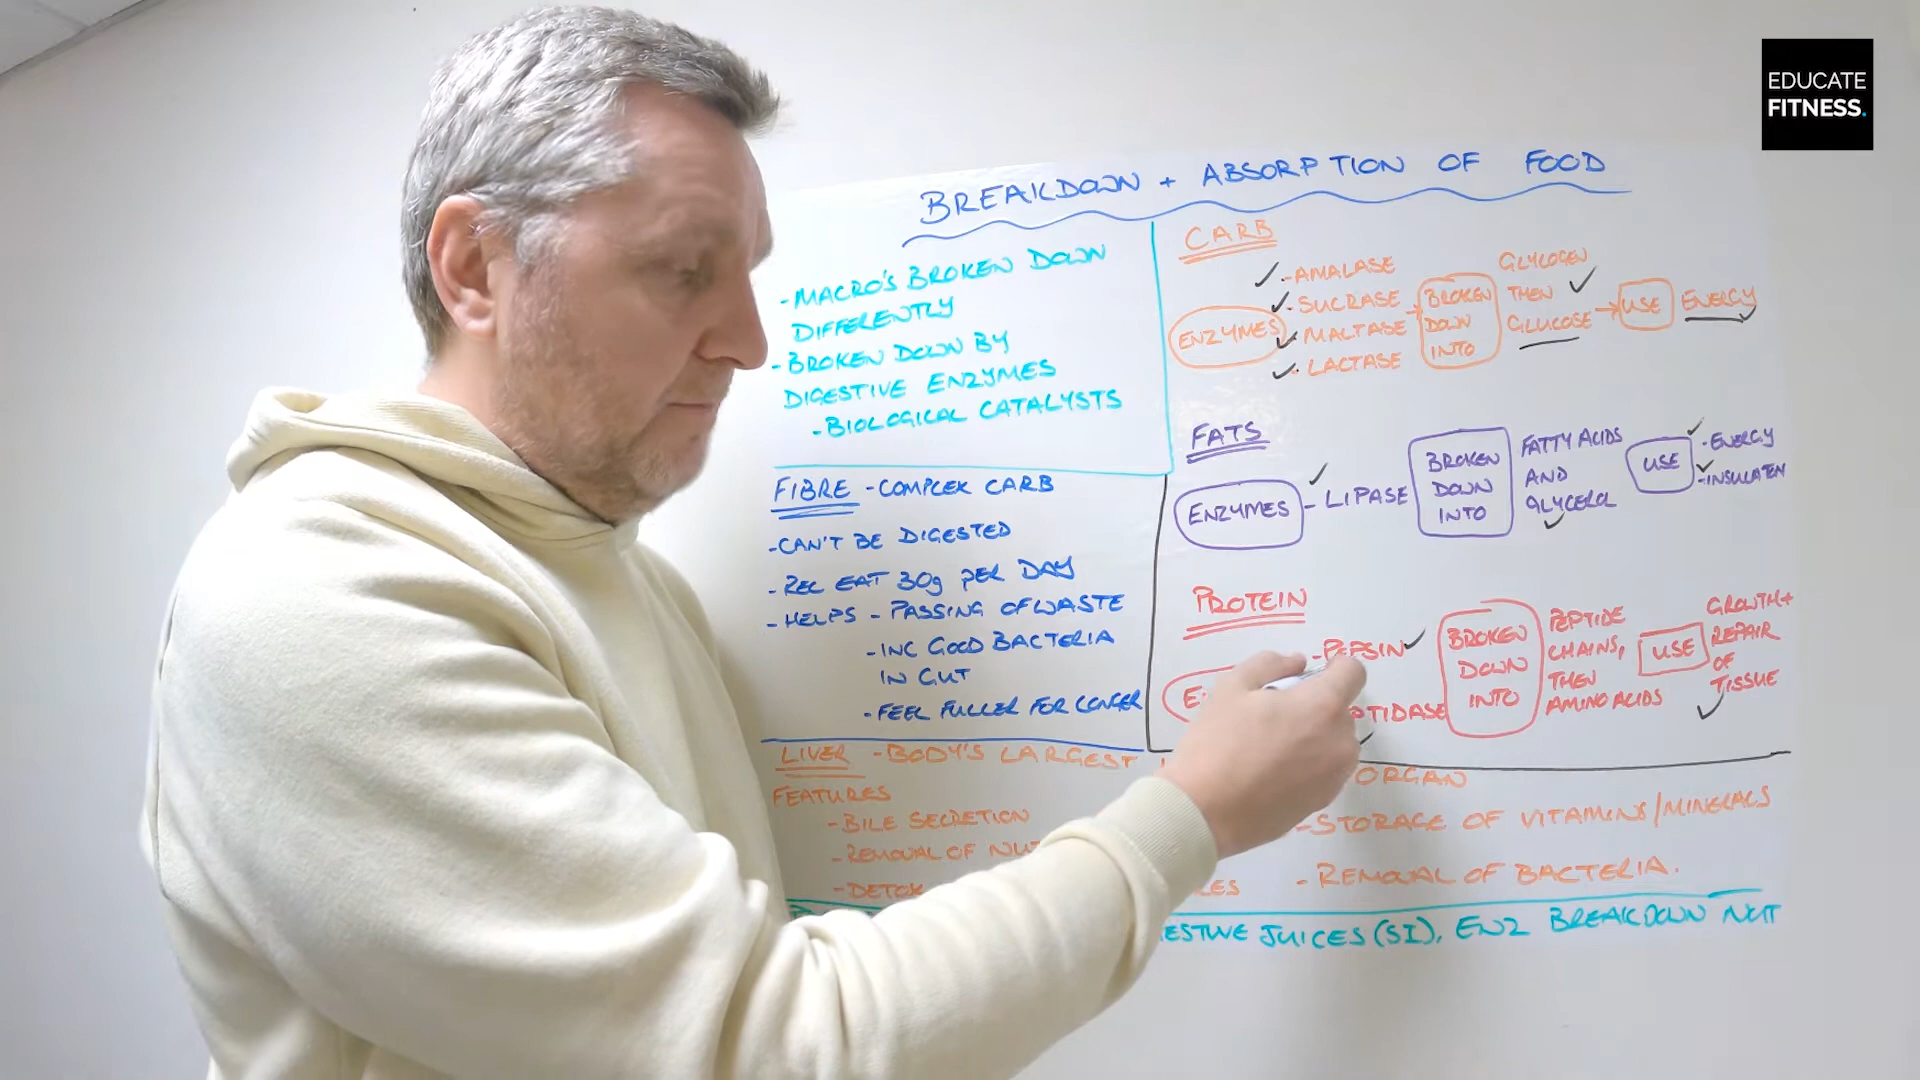 EDUCATE
FITNESS.
BREAKDOWN + ABSORPTION OF FOOD
- MACRO'S BROKEN DOWN
DIFFERENTLY
- BROKEN DOWN BY
DIGESTIVE ENZYMES
- BIOLOGICAL CATALYSTS
FIBRE - COMPLEX CARB
- CAN'T BE DIGESTED
- REC EAT 30g PER DAY
- HELPS - PASSING OF WASTE
- INC GOOD BACTERIA
IN GUT
- FEEL FULLER FOR LONGER
CARB
ENZYMES
- AMALASE
- SUCRASE
- MALTASE
- LACTASE
BROKEN
DOWN
INTO
GLYCOGEN
THEN
GLUCOSE
USE
ENERGY
FATS
ENZYMES - LIPASE
BROKEN
DOWN
INTO
FATTY ACIDS
AND
GLYCEROL
USE
- ENERGY
- INSULATEN
PROTEIN
- PEPSIN
PTIDASE
BROKEN
DOWN
INTO
PEPTIDE
CHAINS,
THEN
AMINO ACIDS
USE
GROWTH +
REPAIR
OF
TISSUE
LIVER - BODY'S LARGEST ORGAN
FEATURES
- BILE SECRETION
- REMOVAL OF
- DETOX
- STORAGE OF VITAMINS/MINERALS
- REMOVAL OF BACTERIA.
ESTIVE JUICES (SI), ENZ BREAKDOWN NUT